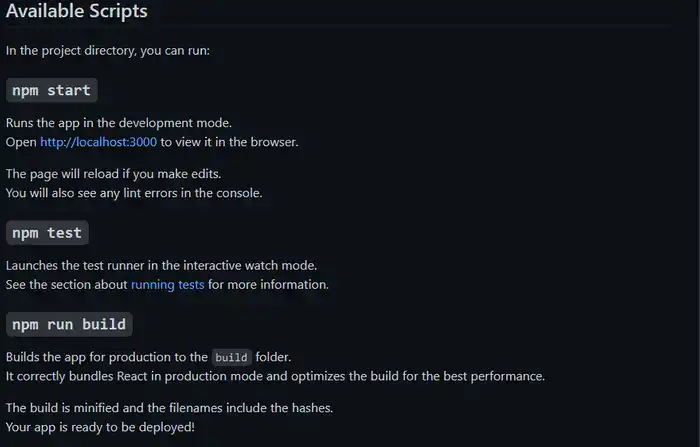 Available Scripts
In the project directory, you can run:
npm start
Runs the app in the development mode.
Open http://localhost:3000 to view it in the browser.
The page will reload if you make edits.
You will also see any lint errors in the console.
npm test
Launches the test runner in the interactive watch mode.
See the section about running tests for more information.
npm run build
Builds the app for production to the build folder.
It correctly bundles React in production mode and optimizes the build for the best performance.
The build is minified and the filenames include the hashes.
Your app is ready to be deployed!